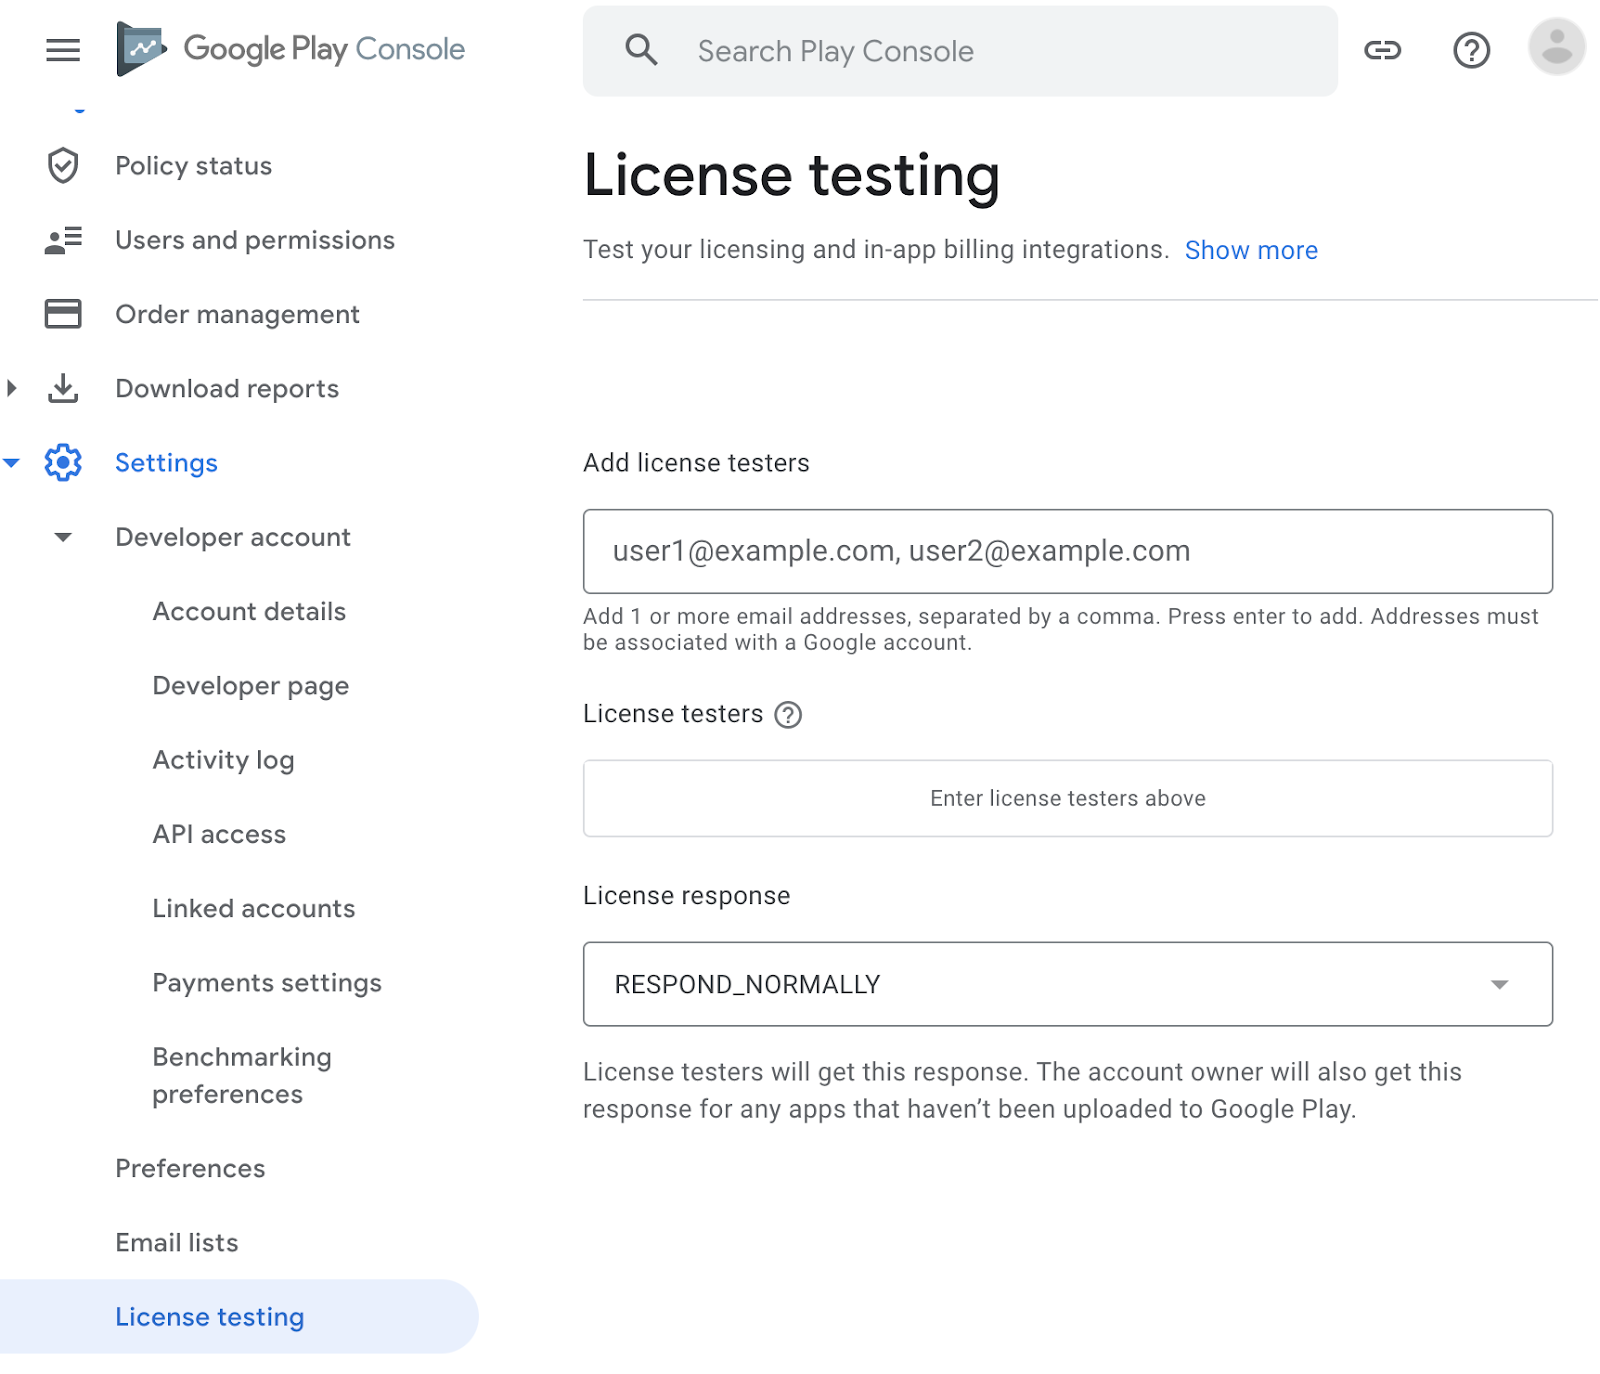 Google Play Console
Search Play Console
Policy status
Users and permissions
Order management
Download reports
Settings
Developer account
Account details
Developer page
Activity log
API access
Linked accounts
Payments settings
Benchmarking
preferences
Preferences
Email lists
License testing
License testing
Test your licensing and in-app billing integrations. Show more
Add license testers
user1@example.com, user2@example.com
Add 1 or more email addresses, separated by a comma. Press enter to add. Addresses must
be associated with a Google account.
License testers
Enter license testers above
License response
RESPOND_NORMALLY
License testers will get this response. The account owner will also get this
response for any apps that haven’t been uploaded to Google Play.